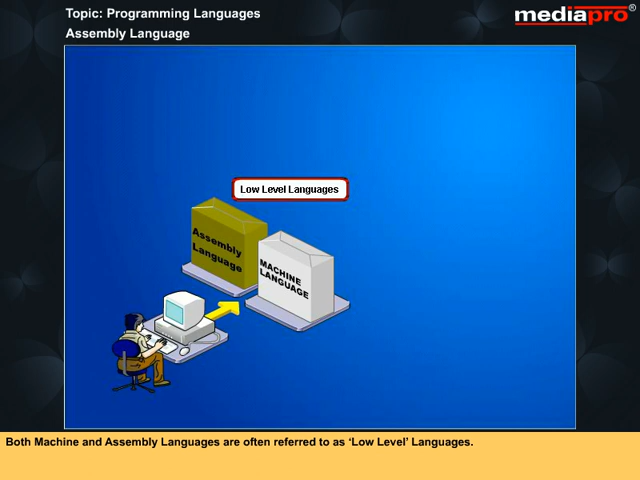 Topic: Programming Languages
mediapro®
Assembly Language
Low Level Languages
Assembly
Language
MACHINE
LANGUAGE
Both Machine and Assembly Languages are often referred to as ‘Low Level’ Languages.